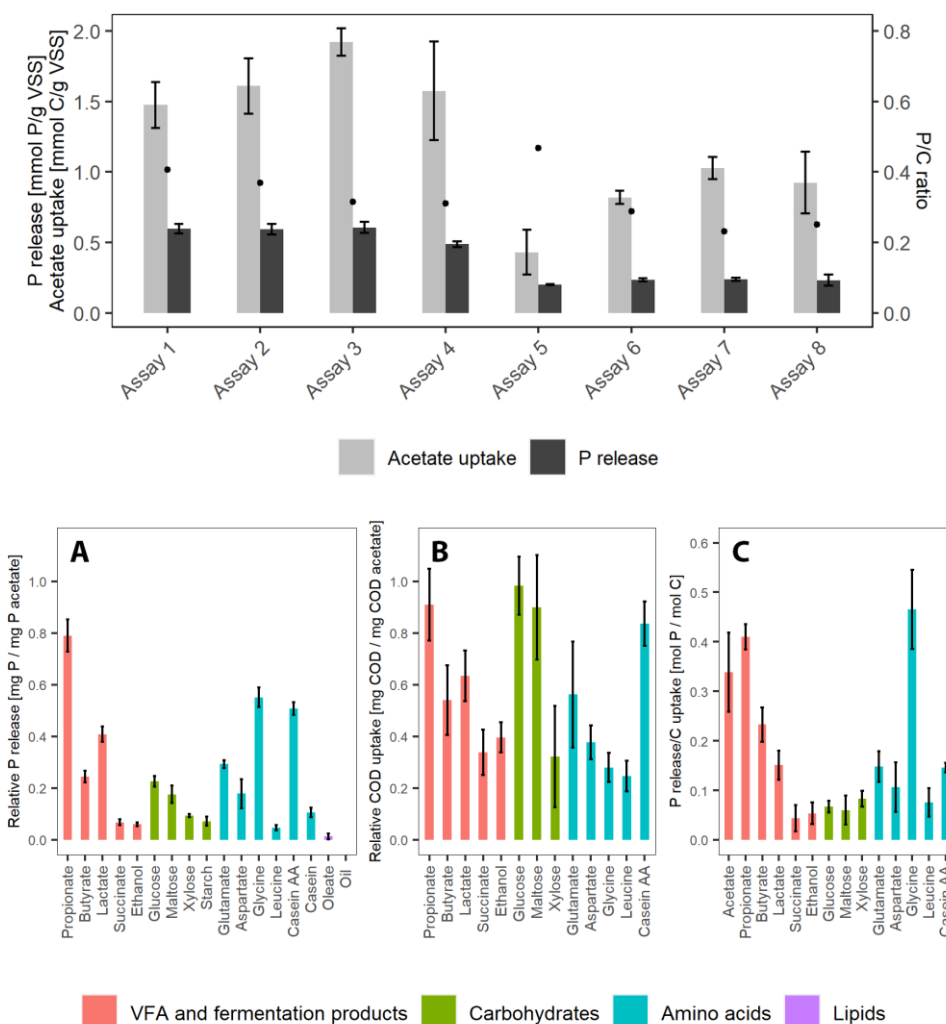 P release [mmol P/g VSS]
Acetate uptake [mmol C/g VSS]
2.0
1.5
1.0
0.5
0.0
0.8
0.6
0.4
0.2
0.0
P/C ratio
Assay 1
Assay 2
Assay 3
Assay 4
Assay 5
Assay 6
Assay 7
Assay 8
Acetate uptake
P release
A
Relative P release [mg P / mg P acetate]
1.0
0.8
0.6
0.4
0.2
0.0
Propionate
Butyrate
Lactate
Succinate
Ethanol
Glucose
Maltose
Xylose
Starch
Glutamate
Aspartate
Glycine
Leucine
Casein AA
Casein
Oleate
Oil
B
Relative COD uptake [mg COD / mg COD acetate]
1.0
0.8
0.6
0.4
0.2
0.0
Propionate
Butyrate
Lactate
Succinate
Ethanol
Glucose
Maltose
Xylose
Glutamate
Aspartate
Glycine
Leucine
Casein AA
C
P release/C uptake [mol P / mol C]
0.6
0.5
0.4
0.3
0.2
0.1
0.0
Acetate
Propionate
Butyrate
Lactate
Succinate
Ethanol
Glucose
Maltose
Xylose
Glutamate
Aspartate
Glycine
Leucine
Casein AA
VFA and fermentation products
Carbohydrates
Amino acids
Lipids